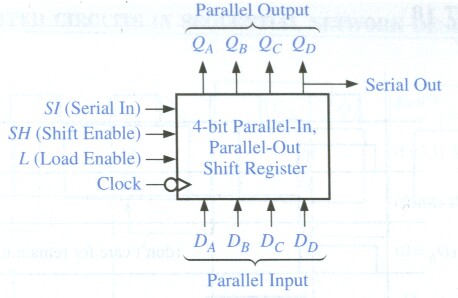 Parallel Output
Q_A Q_B Q_C Q_D
Serial Out
SI (Serial In)
SH (Shift Enable)
L (Load Enable)
Clock
4-bit Parallel-In,
Parallel-Out
Shift Register
D_A D_B D_C D_D
Parallel Input